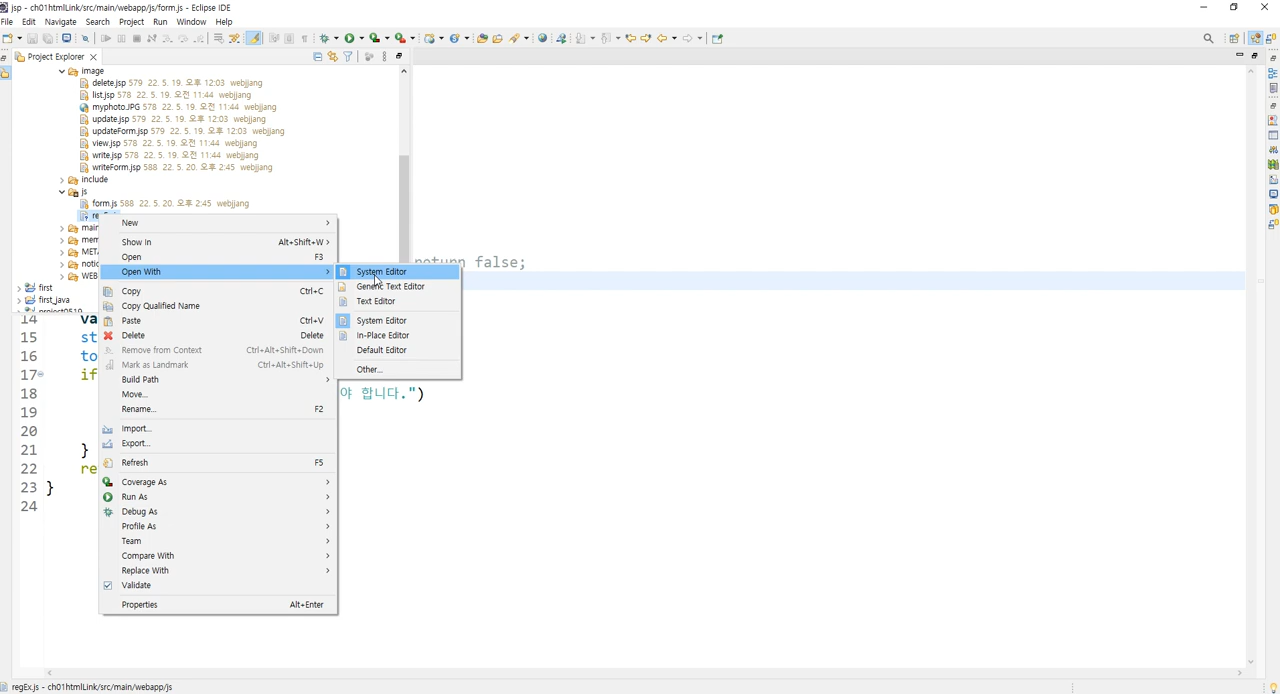 jsp - ch01htmlLink/src/main/webapp/js/form.js - Eclipse IDE
File Edit Navigate Search Project Run Window Help
Project Explorer
image
delete.jsp 579 22. 5. 19. 오후 12:03 webjjang
list.jsp 578 22. 5. 19. 오전 11:44 webjjang
myphoto.JPG 578 22. 5. 19. 오전 11:44 webjjang
update.jsp 579 22. 5. 19. 오후 12:03 webjjang
updateForm.jsp 579 22. 5. 19. 오후 12:03 webjjang
view.jsp 578 22. 5. 19. 오전 11:44 webjjang
write.jsp 578 22. 5. 19. 오전 11:44 webjjang
writeForm.jsp 588 22. 5. 20. 오후 2:45 webjjang
include
js
form.js 588 22. 5. 20. 오후 2:45 webjjang
main
mem
META
notic
WEB
first
first_java
New
Show In Alt+Shift+W
Open F3
Open With
Copy Ctrl+C
Copy Qualified Name
Paste Ctrl+V
Delete Delete
Remove from Context Ctrl+Alt+Shift+Down
Mark as Landmark Ctrl+Alt+Shift+Up
Build Path
Move...
Rename... F2
Import...
Export...
Refresh F5
Coverage As
Run As
Debug As
Profile As
Team
Compare With
Replace With
Validate
Properties Alt+Enter
System Editor
Generic Text Editor
Text Editor
System Editor
In-Place Editor
Default Editor
Other...
return false;
14 va
15 st
16 to
17 if
18 야 합니다.")
19
20
21 }
22 re
23 }
24
regEx.js - ch01htmlLink/src/main/webapp/js